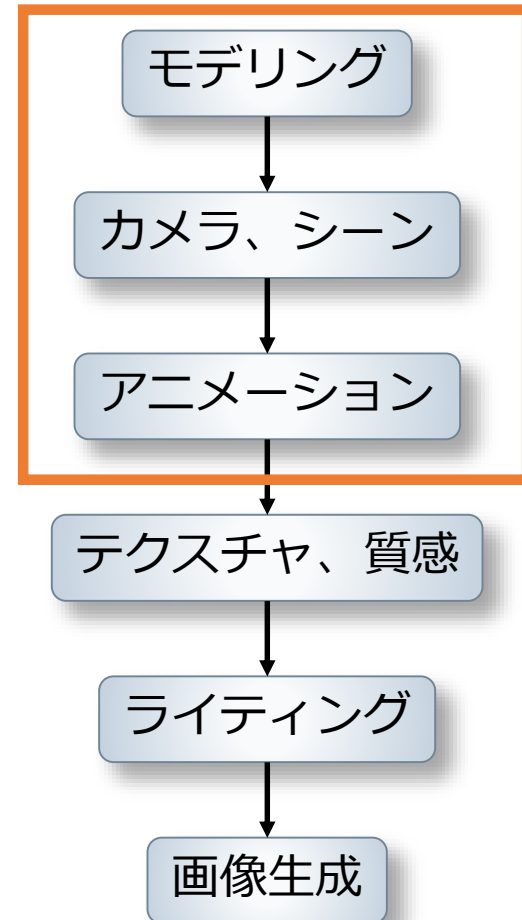 モデリング
カメラ、シーン
アニメーション
テクスチャ、質感
ライティング
画像生成